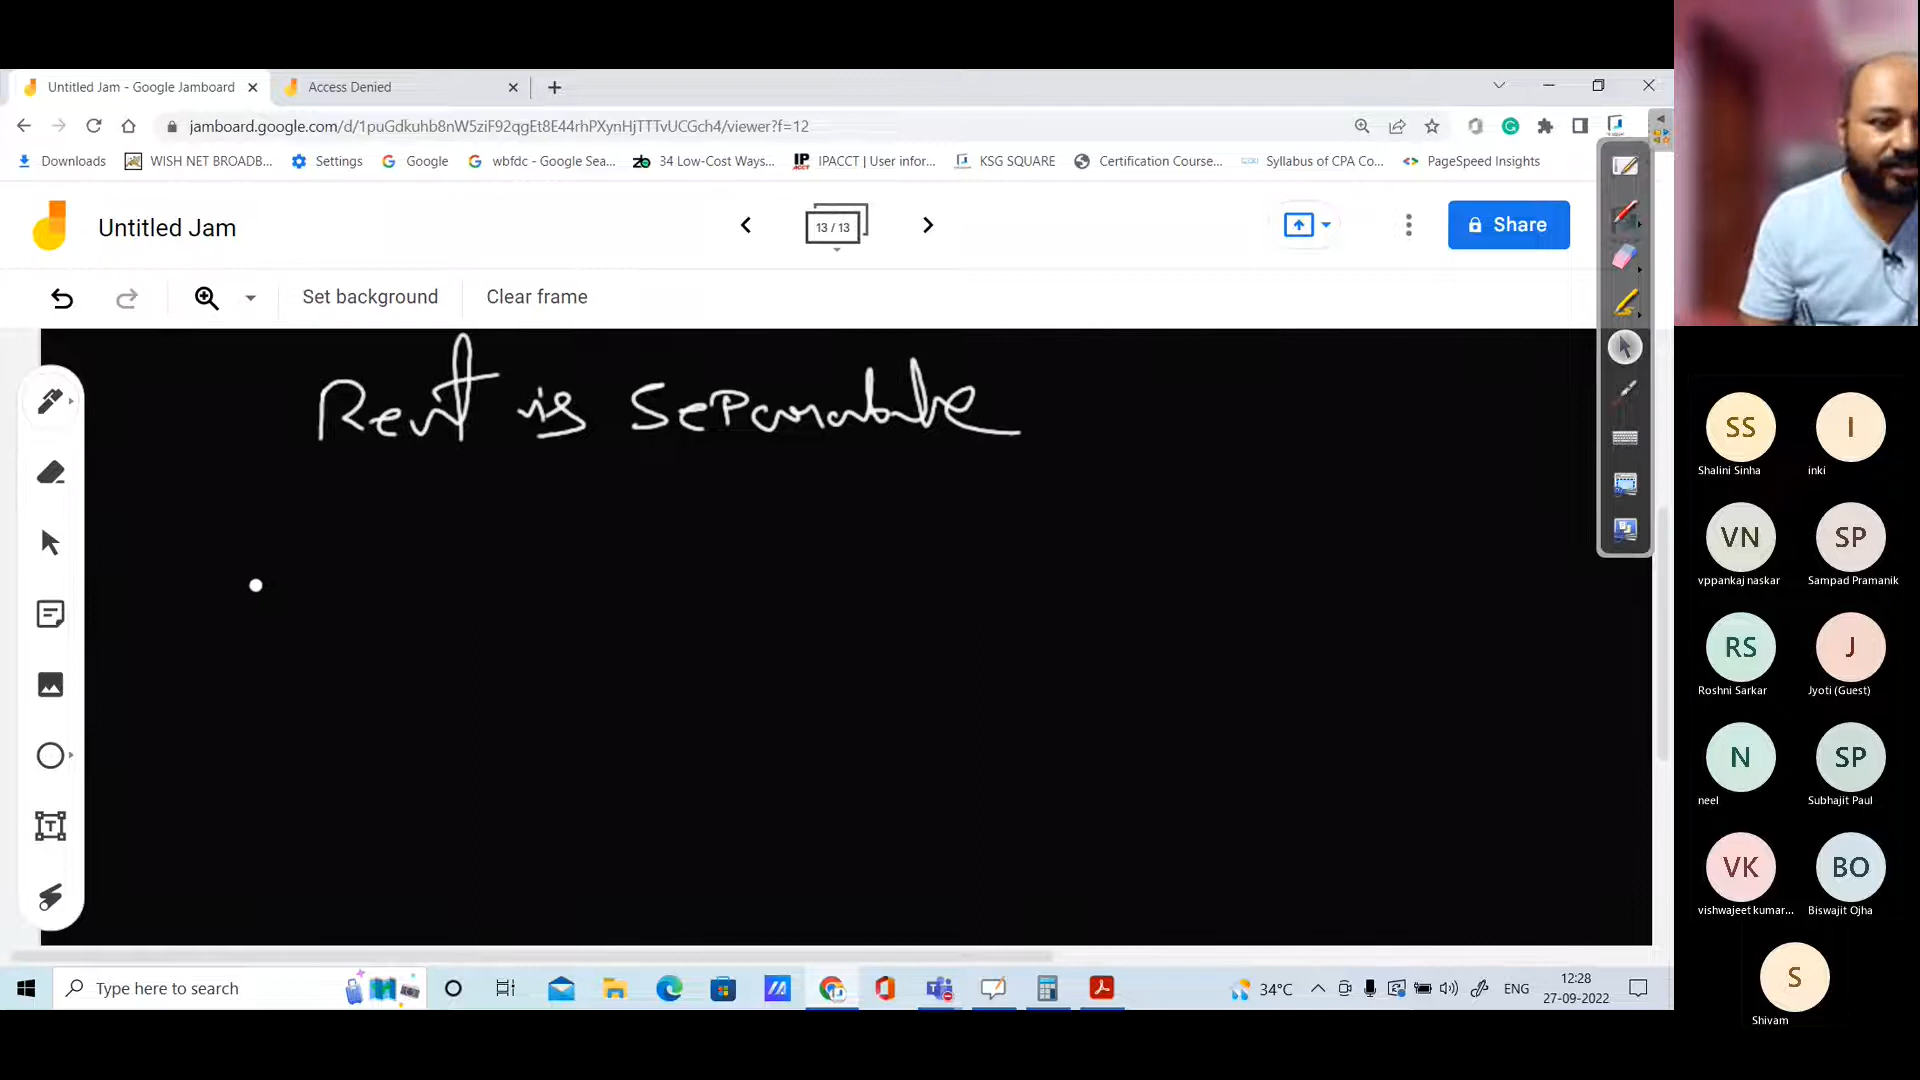 Untitled Jam - Google Jamboard
Access Denied
jamboard.google.com/d/1puGdkuhb8nW5ziF92qgEt8E44rhPXynHjTTTvUCGch4/viewer?f=12
Downloads
WISH NET BROADB...
Settings
Google
wbfdc - Google Sea...
34 Low-Cost Ways...
IPACCT | User infor...
KSG SQUARE
Certification Course...
Syllabus of CPA Co...
PageSpeed Insights
Untitled Jam
13 / 13
Share
Set background
Clear frame
Rent is Separable
SS
Shalini Sinha
I
inki
VN
vppankaj naskar
SP
Sampad Pramanik
RS
Roshni Sarkar
J
Jyoti (Guest)
N
neel
SP
Subhajit Paul
VK
vishwajeet kumar...
BO
Biswajit Ojha
S
Shivam
Type here to search
34°C
ENG
12:28
27-09-2022